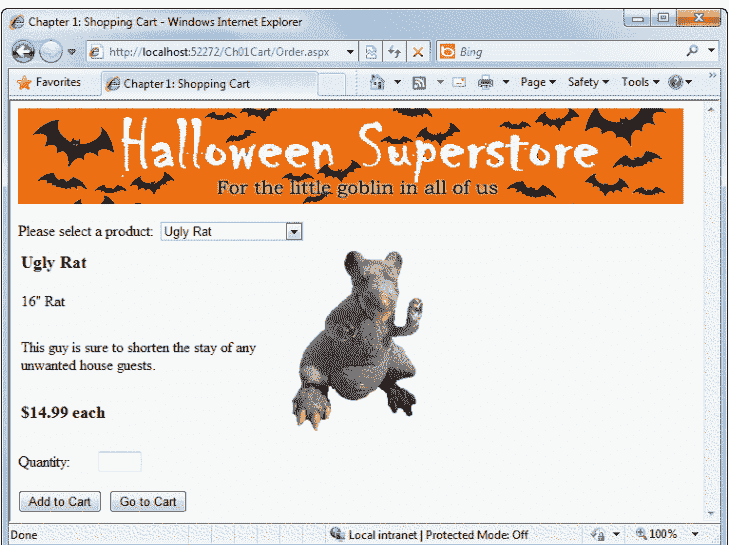 Chapter 1: Shopping Cart - Windows Internet Explorer
http://localhost:52272/Ch01Cart/Order.aspx
Bing
Favorites
Chapter 1: Shopping Cart
Page
Safety
Tools
Halloween Superstore
For the little goblin in all of us
Please select a product: Ugly Rat
Ugly Rat
16" Rat
This guy is sure to shorten the stay of any
unwanted house guests.
$14.99 each
Quantity:
Add to Cart
Go to Cart
Done
Local intranet | Protected Mode: Off
100%